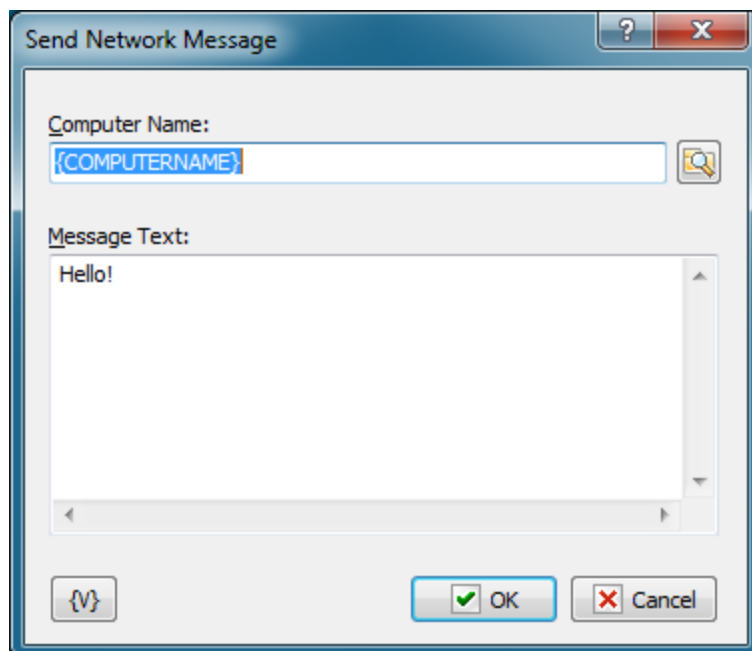 Send Network Message
?
Computer Name:
{COMPUTERNAME}
Message Text:
Hello!
{V}
OK
Cancel